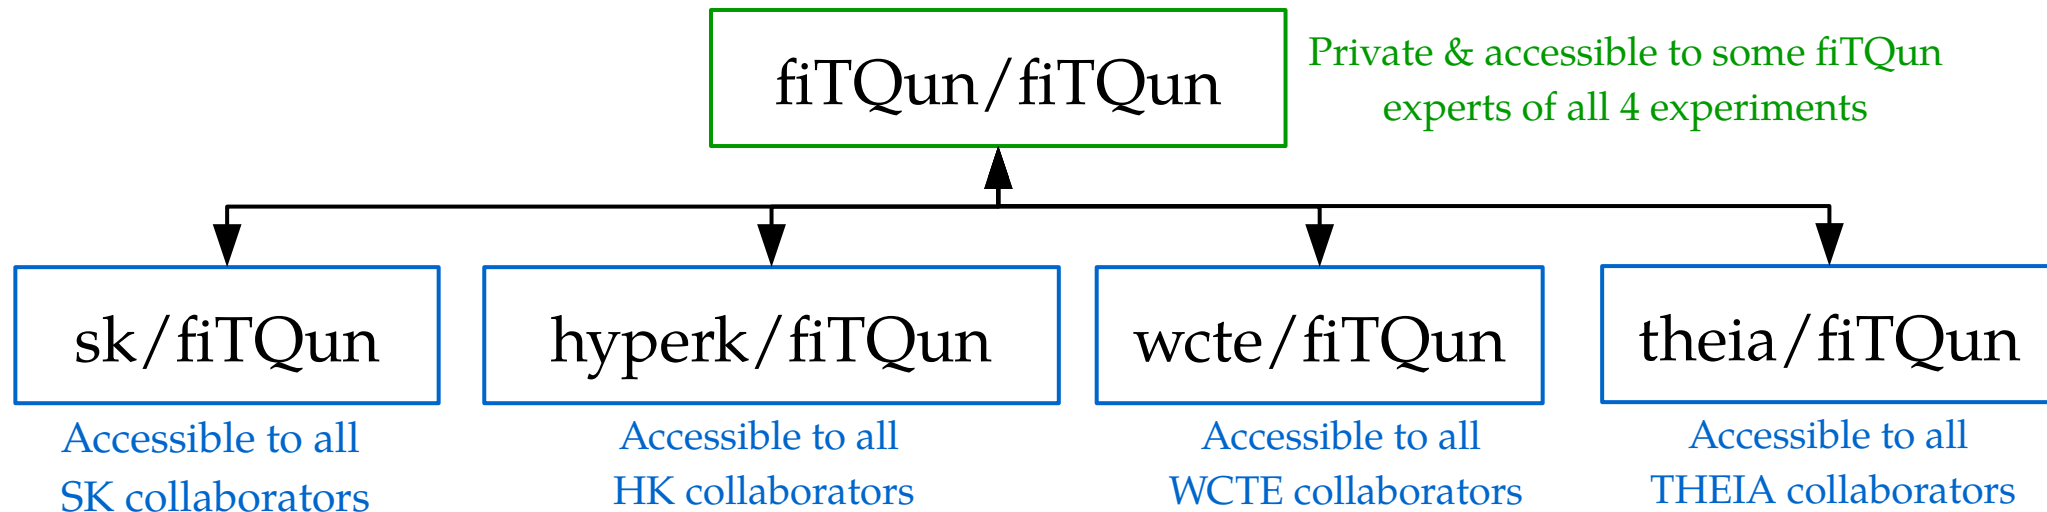 fiTQun/fiTQun
Private & accessible to some fiTQun
experts of all 4 experiments
sk/fiTQun
hyperk/fiTQun
wcte/fiTQun
theia/fiTQun
Accessible to all
SK collaborators
Accessible to all
HK collaborators
Accessible to all
WCTE collaborators
Accessible to all
THEIA collaborators